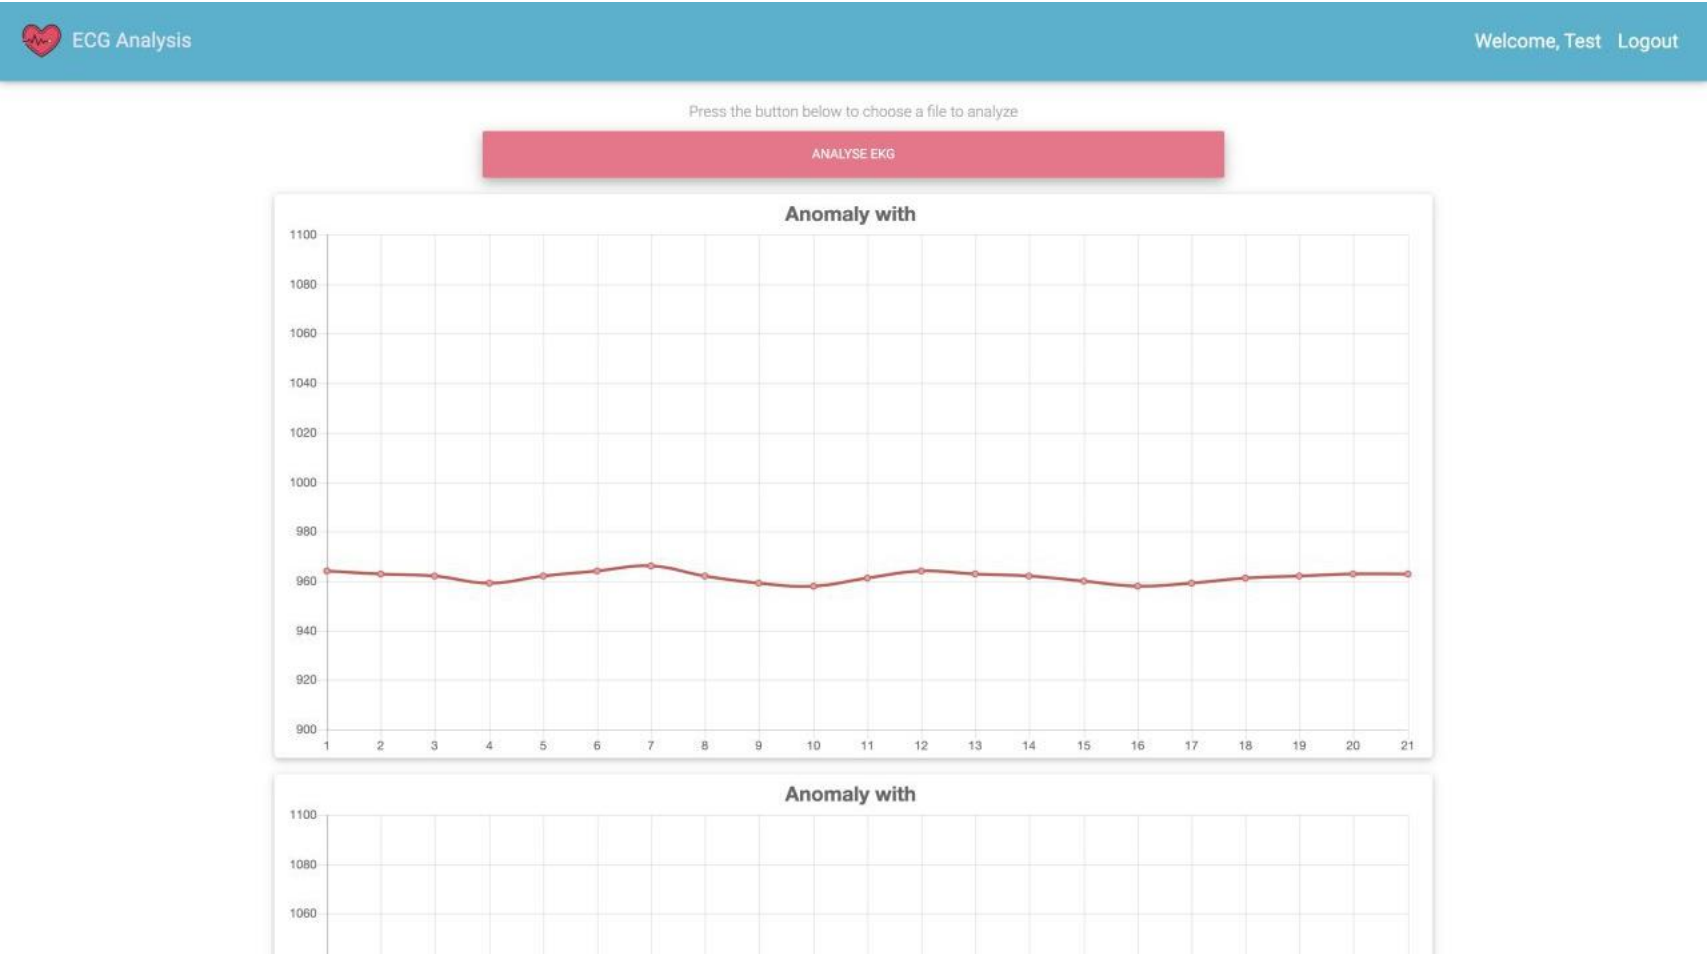 ECG Analysis
Welcome, Test Logout
Press the button below to choose a file to analyze
ANALYSE EKG
Anomaly with
1100
1080
1060
1040
1020
1000
980
960
940
920
900
1 2 3 4 5 6 7 8 9 10 11 12 13 14 15 16 17 18 19 20 21
Anomaly with
1100
1080
1060